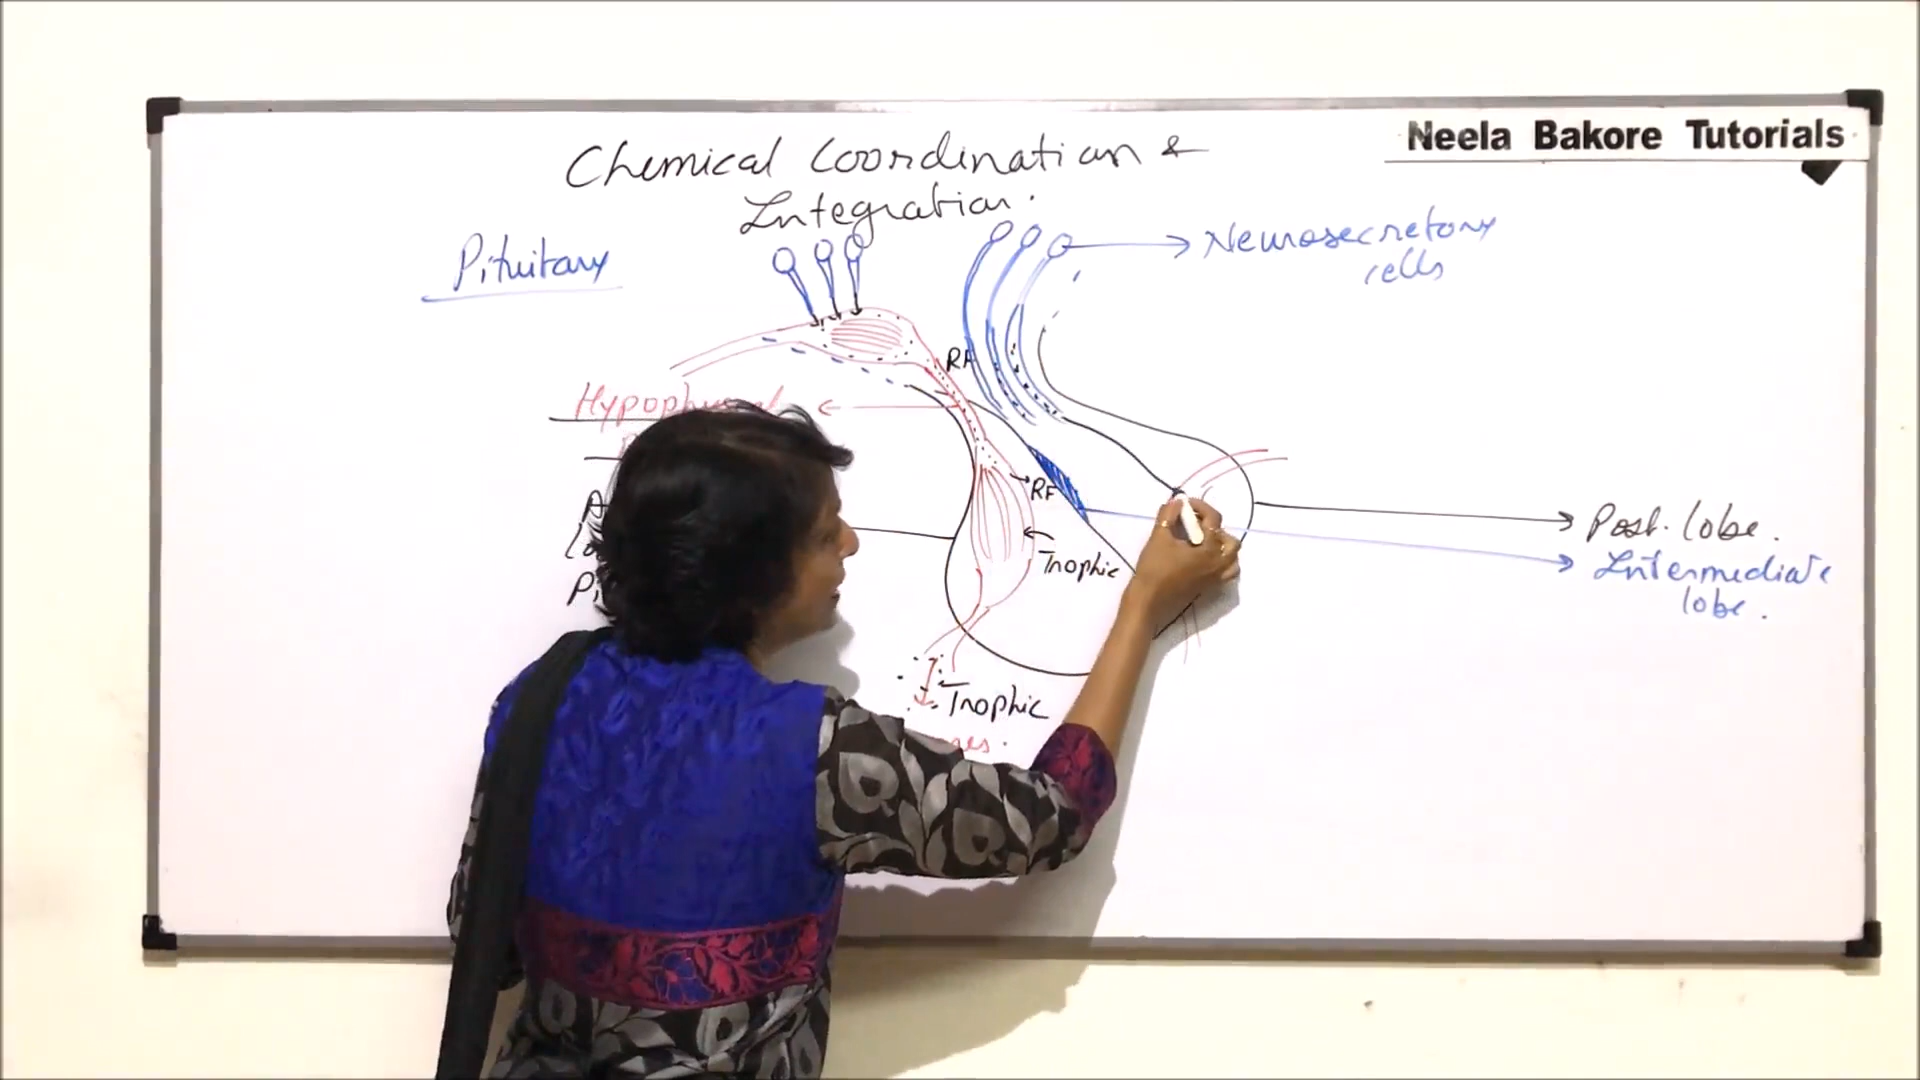 Neela Bakore Tutorials
Chemical Coordination &
Integration.
Pituitary
Neurosecretory
cells
RF
RF
Trophic
Post. lobe.
Intermediate
lobe.
Trophic